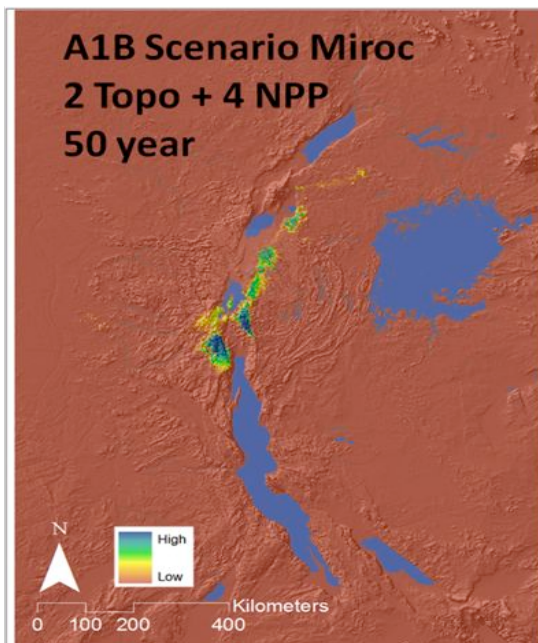 A1B Scenario Miroc
2 Topo + 4 NPP
50 year
N
High
Low
Kilometers
0 100 200 400